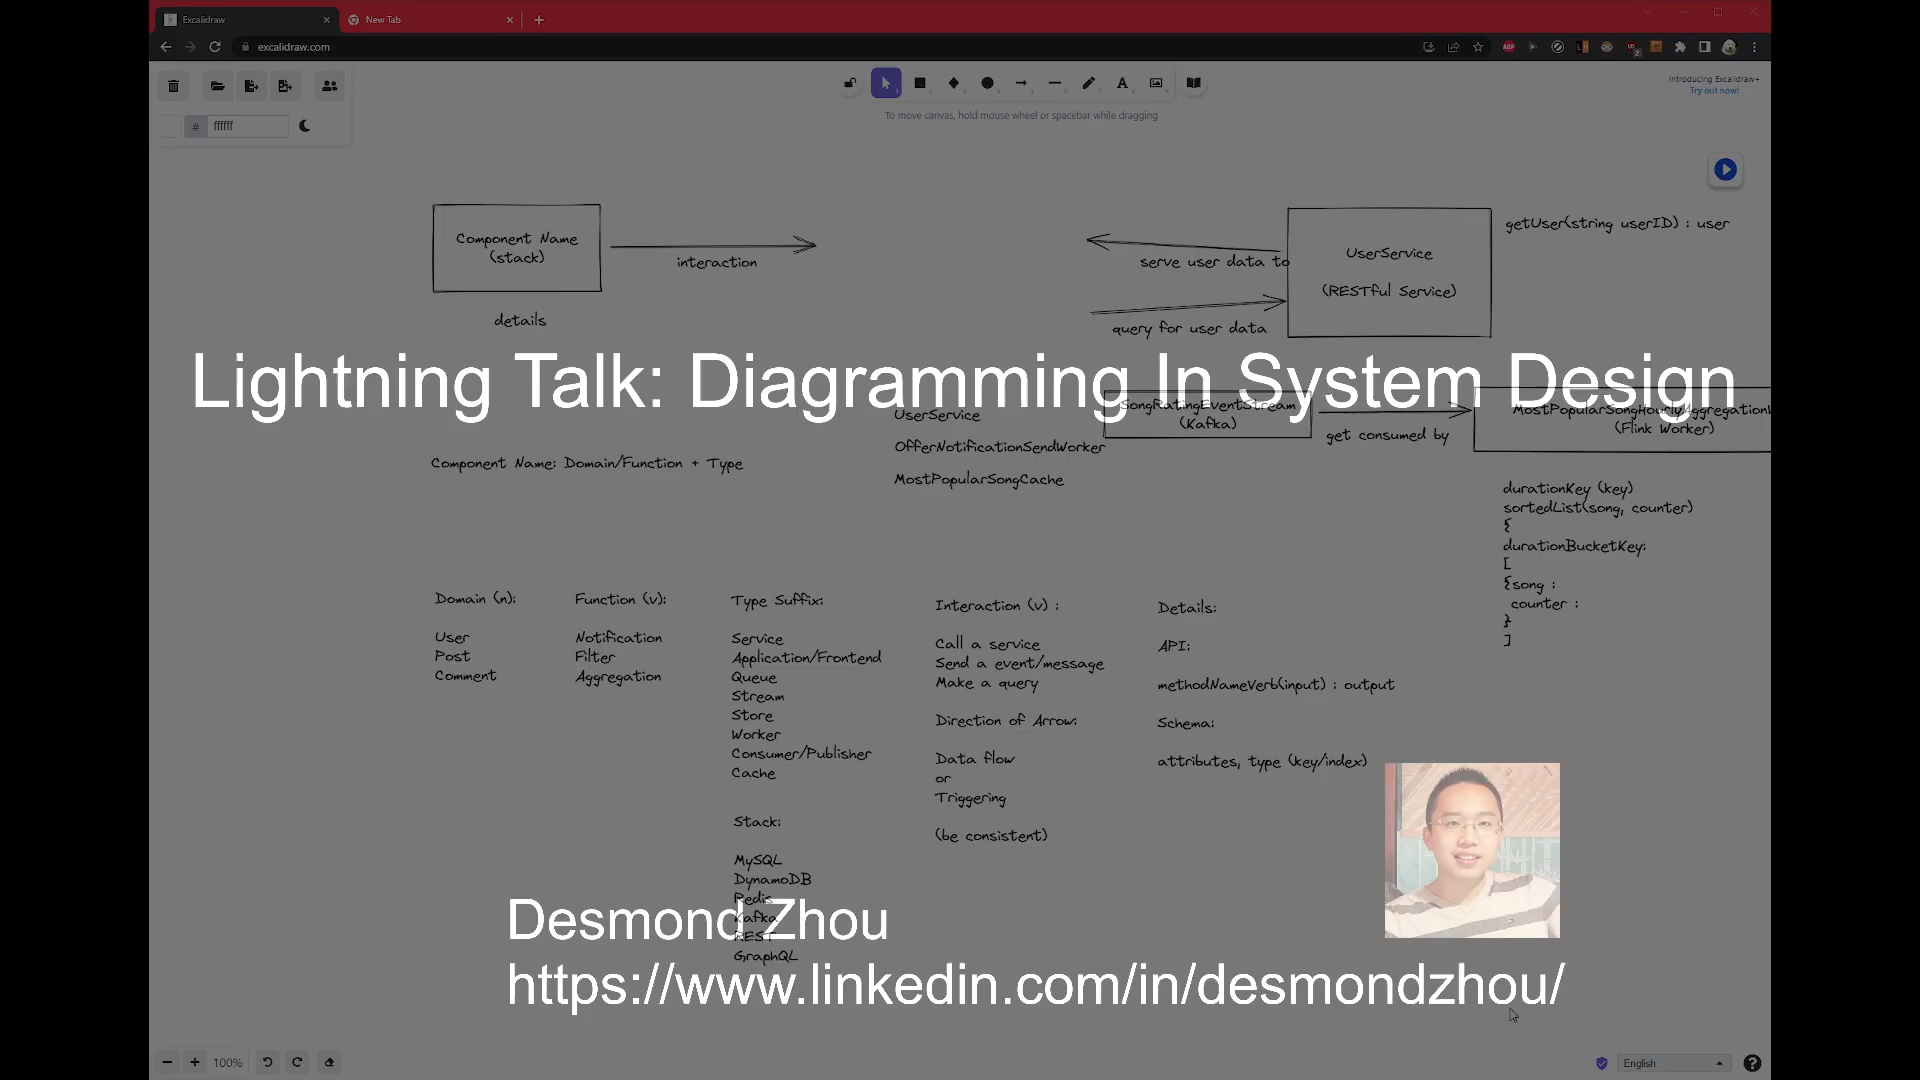 Excalidraw
New Tab
excalidraw.com
# ffffff
To move canvas, hold mouse wheel or spacebar while dragging
Introducing Excalidraw+
Try out now!
Component Name
(stack)
interaction
details
serve user data to
query for user data
UserService
(RESTful Service)
getUser(string userID) : user
Lightning Talk: Diagramming In System Design
UserService
OfferNotificationSendWorker
MostPopularSongCache
SongRatingEventStream
(Kafka)
get consumed by
MostPopularSongHourlyAggregation
(Flink Worker)
Component Name: Domain/Function + Type
durationKey (key)
sortedList(song, counter)
{
durationBucketKey:
[
{song :
counter :
}
]
Domain (n):
User
Post
Comment
Function (v):
Notification
Filter
Aggregation
Type Suffix:
Service
Application/Frontend
Queue
Stream
Store
Worker
Consumer/Publisher
Cache
Stack:
MySQL
DynamoDB
Redis
Kafka
REST
GraphQL
Interaction (v) :
Call a service
Send a event/message
Make a query
Direction of Arrow:
Data flow
or
Triggering
(be consistent)
Details:
API:
methodNameVerb(input) : output
Schema:
attributes, type (key/index)
Desmond Zhou
https://www.linkedin.com/in/desmondzhou/
100%
English